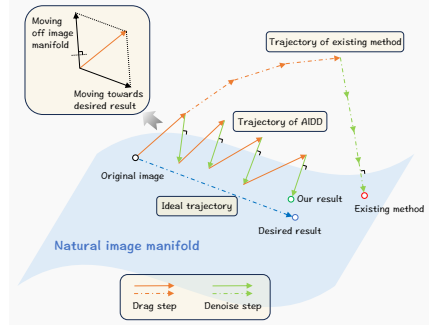 Moving
off image
manifold
Moving towards
desired result
Trajectory of existing method
Trajectory of AIDD
Original image
Ideal trajectory
Our result
Existing method
Desired result
Natural image manifold
Drag step
Denoise step